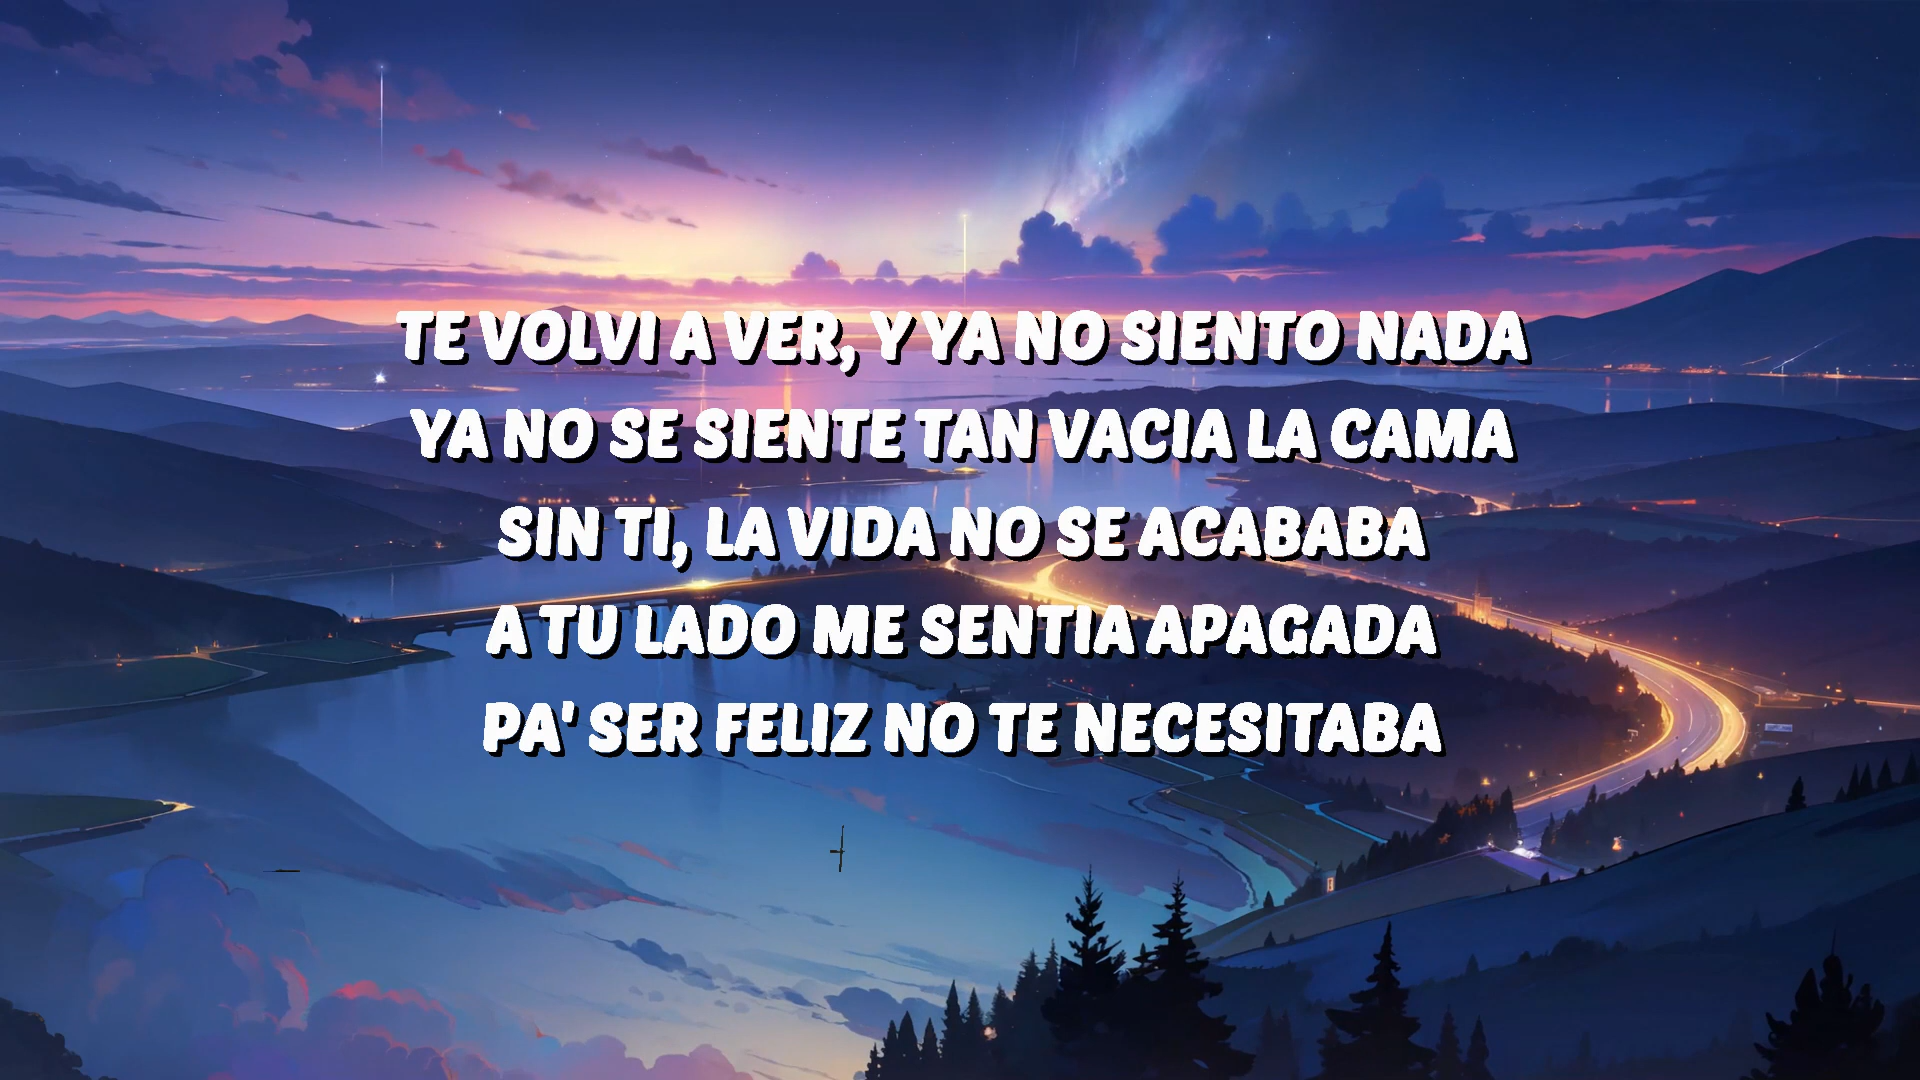 TE VOLVI A VER, Y YA NO SIENTO NADA
YA NO SE SIENTE TAN VACIA LA CAMA
SIN TI, LA VIDA NO SE ACABABA
A TU LADO ME SENTIA APAGADA
PA' SER FELIZ NO TE NECESITABA